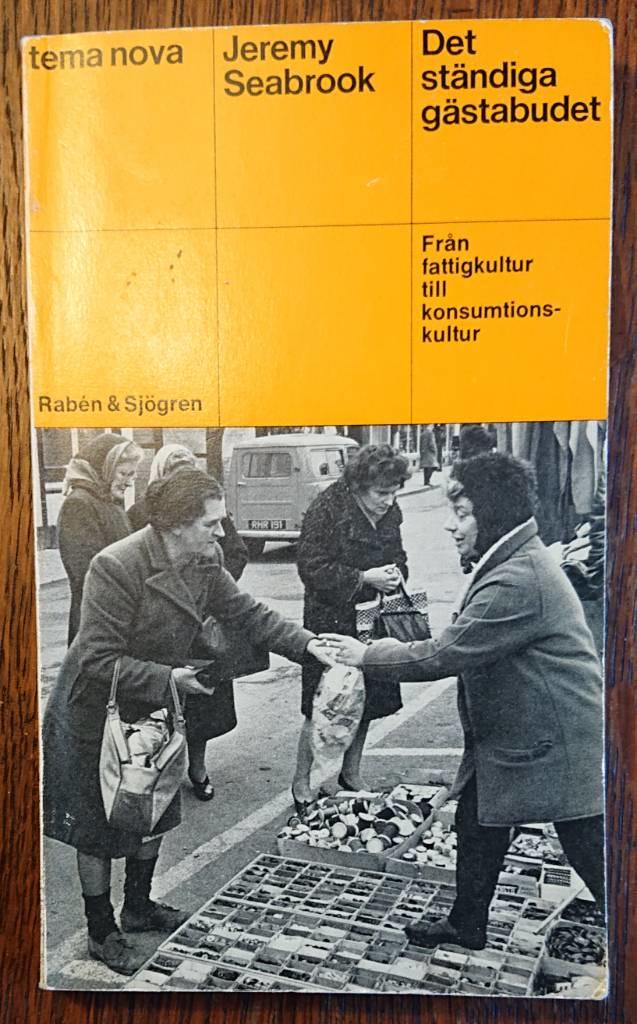 tema nova
Jeremy
Seabrook
Det
ständiga
gästabudet
Från
fattigkultur
till
konsumtions-
kultur
Rabén & Sjögren
RHR 191